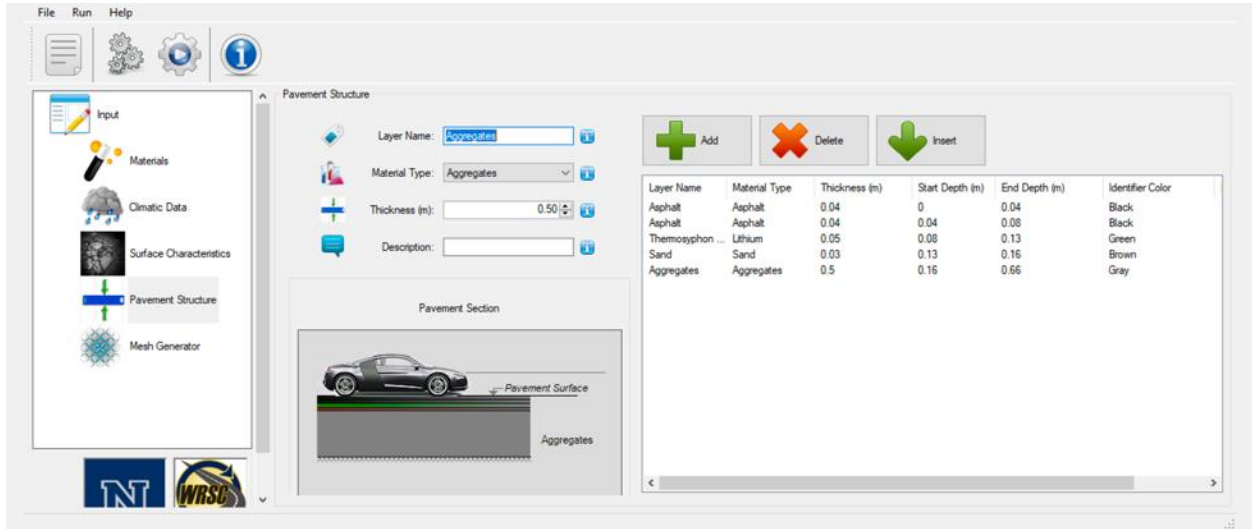 File Run Help
Input
Materials
Climatic Data
Surface Characteristics
Pavement Structure
Mesh Generator
N
WRSC
Pavement Structure
Layer Name: Aggregates
Material Type: Aggregates
Thickness (m): 0.50
Description:
Pavement Section
Pavement Surface
Aggregates
Add Delete Insert
Layer Name Material Type Thickness (m) Start Depth (m) End Depth (m) Identifier Color
Asphalt Asphalt 0.04 0 0.04 Black
Asphalt Asphalt 0.04 0.04 0.08 Black
Thermosyphon ... Lithium 0.05 0.08 0.13 Green
Sand Sand 0.03 0.13 0.16 Brown
Aggregates Aggregates 0.5 0.16 0.66 Gray